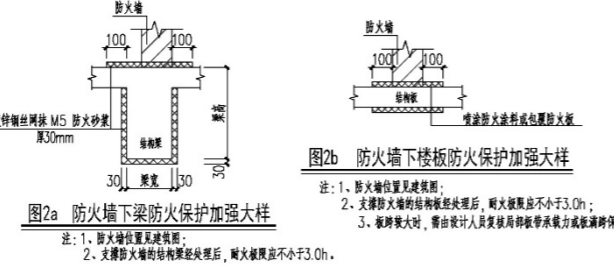 防火墙
100
100
锌钢丝网抹 M5 防火砂浆
厚30mm
结构梁
梁高
30
30
梁宽
30
图2a 防火墙下梁防火保护加强大样
注：1、防火墙位置见建筑图；
2、支撑防火墙的结构梁经处理后，耐火极限应不小于3.0h。
防火墙
100
100
结构板
喷涂防火涂料或包覆防火板
图2b 防火墙下楼板防火保护加强大样
注：1、防火墙位置见建筑图；
2、支撑防火墙的结构板经处理后，耐火极限应不小于3.0h；
3、板跨较大时，需由设计人员复核局部板带承载力或板满跨保